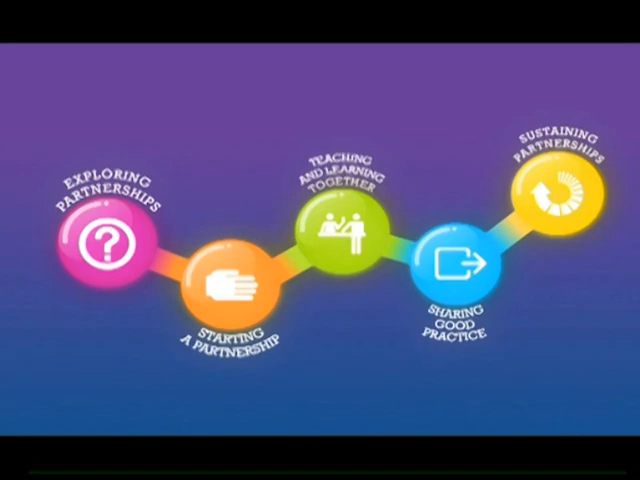 EXPLORING
PARTNERSHIPS
STARTING
A PARTNERSHIP
TEACHING
AND LEARNING
TOGETHER
SHARING
GOOD
PRACTICE
SUSTAINING
PARTNERSHIPS